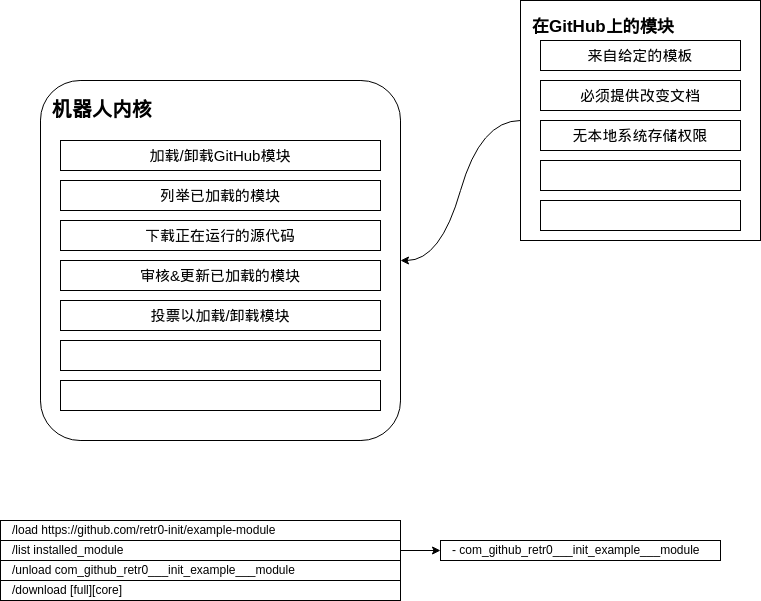 在GitHub上的模块
来自给定的模板
必须提供改变文档
无本地系统存储权限
机器人内核
加载/卸载GitHub模块
列举已加载的模块
下载正在运行的源代码
审核&更新已加载的模块
投票以加载/卸载模块
/load https://github.com/retr0-init/example-module
/list installed_module
- com_github_retr0___init_example___module
/unload com_github_retr0___init_example___module
/download [full][core]